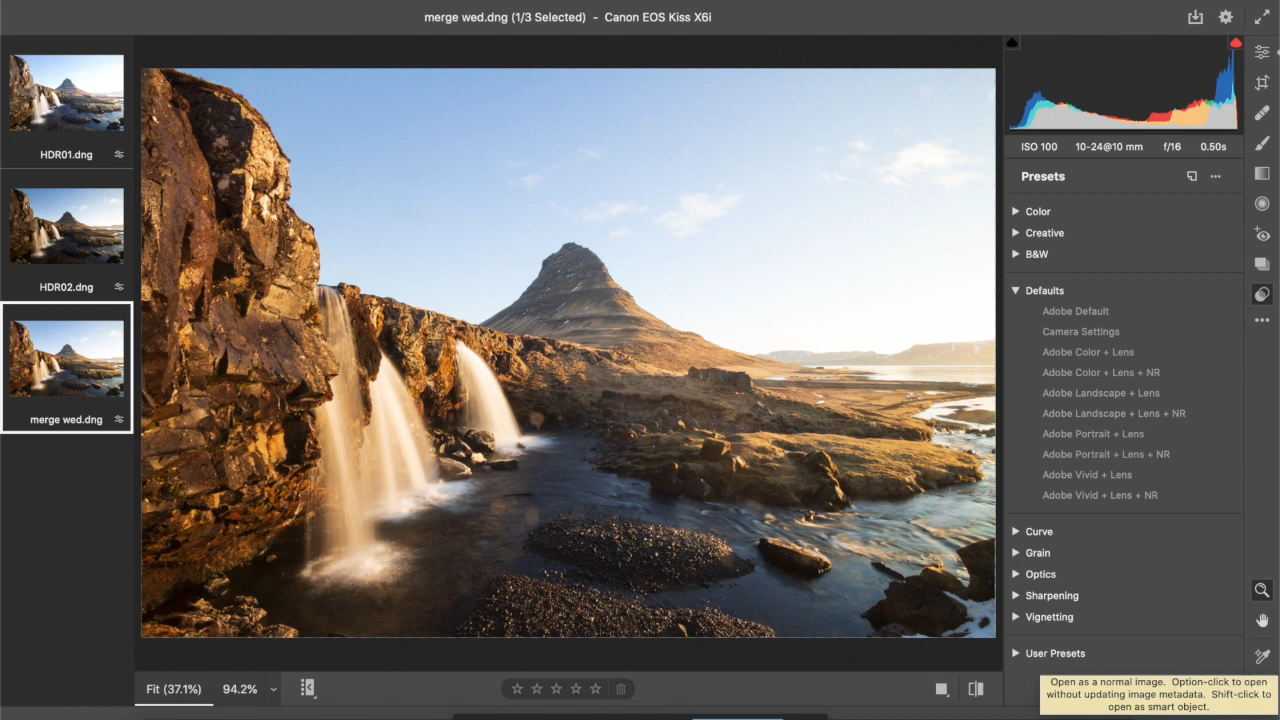 merge wed.dng (1/3 Selected) - Canon EOS Kiss X6i
HDR01.dng
HDR02.dng
merge wed.dng
ISO 100 10-24@10 mm f/16 0.50s
Presets
Color
Creative
B&W
Defaults
Adobe Default
Camera Settings
Adobe Color + Lens
Adobe Color + Lens + NR
Adobe Landscape + Lens
Adobe Landscape + Lens + NR
Adobe Portrait + Lens
Adobe Portrait + Lens + NR
Adobe Vivid + Lens
Adobe Vivid + Lens + NR
Curve
Grain
Optics
Sharpening
Vignetting
User Presets
Fit (37.1%) 94.2%
Open as a normal image. Option-click to open
without updating image metadata. Shift-click to
open as smart object.